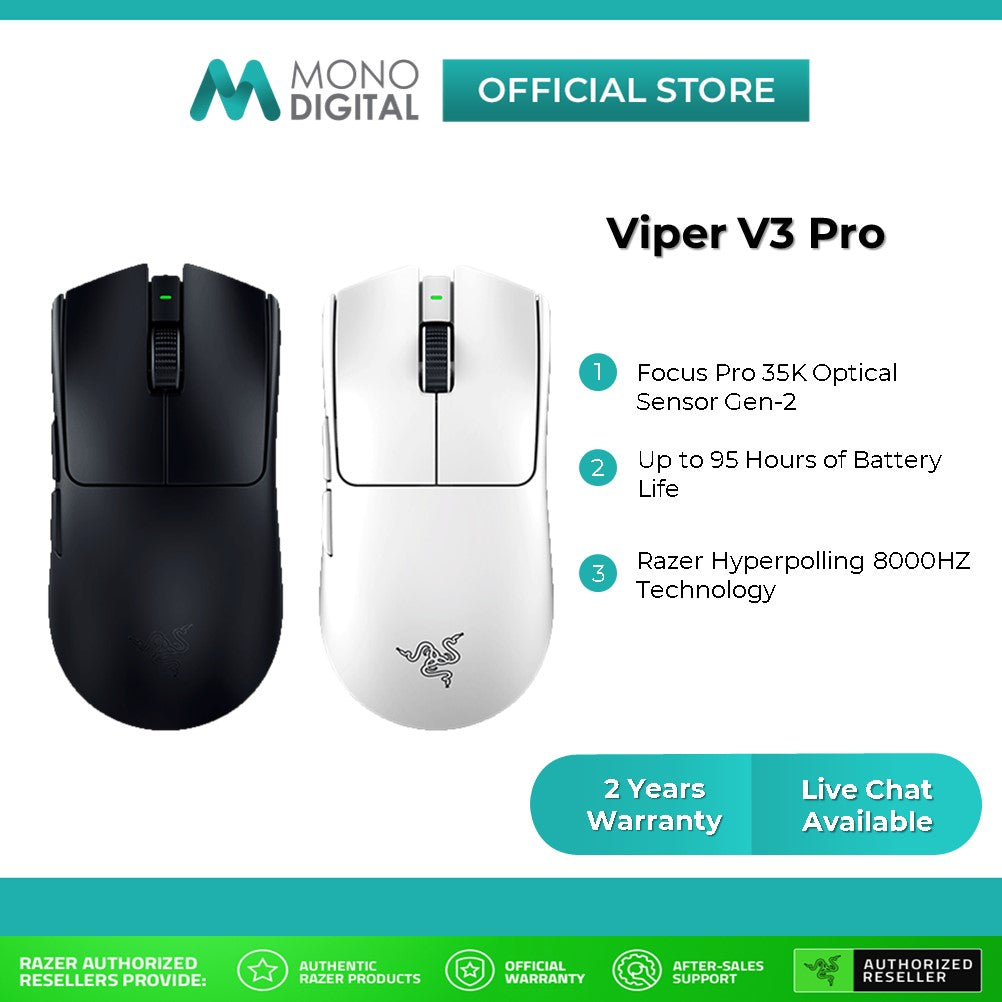 MONO
DIGITAL
OFFICIAL STORE
Viper V3 Pro
1
Focus Pro 35K Optical
Sensor Gen-2
2
Up to 95 Hours of Battery
Life
3
Razer Hyperpolling 8000HZ
Technology
2 Years
Warranty
Live Chat
Available
RAZER AUTHORIZED
RESELLERS PROVIDE:
AUTHENTIC
RAZER PRODUCTS
OFFICIAL
WARRANTY
AFTER-SALES
SUPPORT
AUTHORIZED
RESELLER